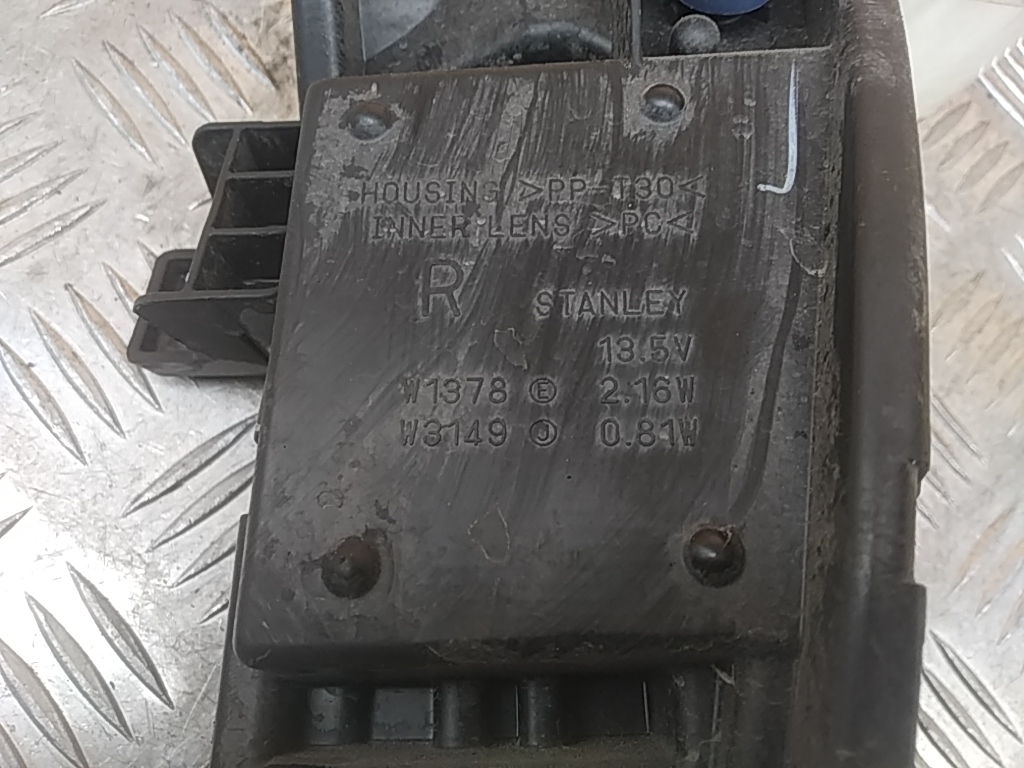 HOUSING >PP-T30<
INNER LENS >PC<
R STANLEY
13.5V
W1378 Ⓔ 2.16W
W3149 Ⓙ 0.81W